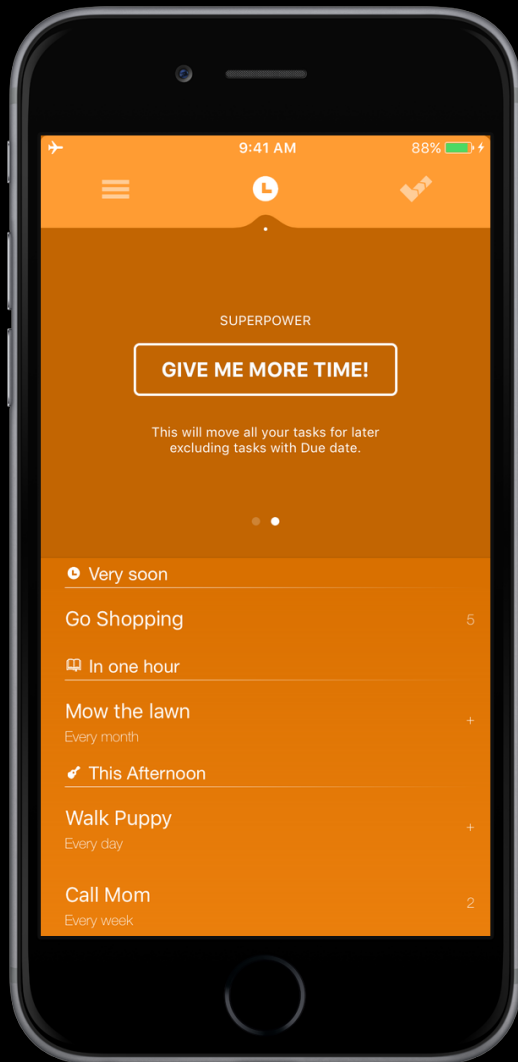 9:41 AM
88%
SUPERPOWER
GIVE ME MORE TIME!
This will move all your tasks for later
excluding tasks with Due date.
Very soon
Go Shopping 5
In one hour
Mow the lawn +
Every month
This Afternoon
Walk Puppy +
Every day
Call Mom 2
Every week